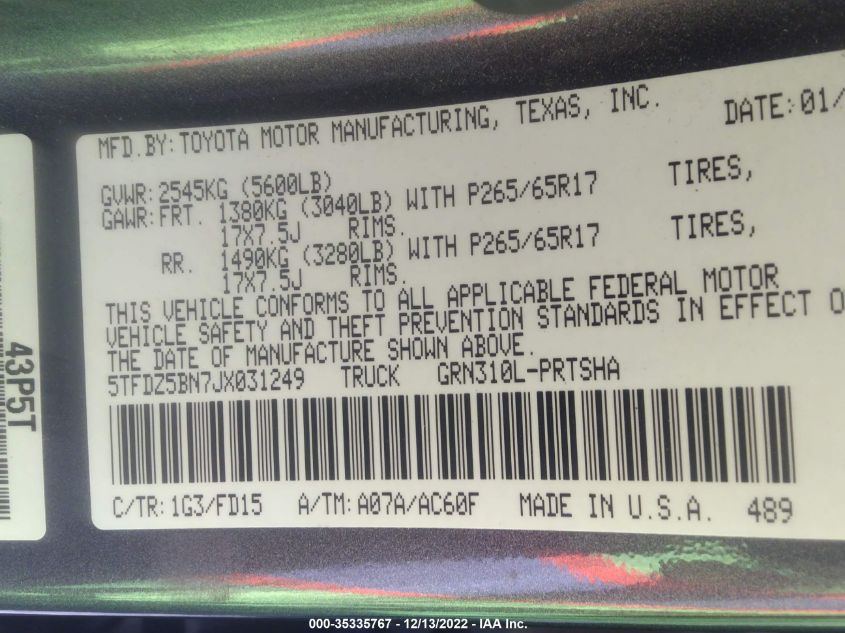 MFD.BY:TOYOTA MOTOR MANUFACTURING, TEXAS, INC. DATE:01/
GVWR:2545KG (5600LB)
GAWR:FRT. 1380KG (3040LB) WITH P265/65R17 TIRES,
17X7.5J RIMS.
RR. 1490KG (3280LB) WITH P265/65R17 TIRES,
17X7.5J RIMS.
THIS VEHICLE CONFORMS TO ALL APPLICABLE FEDERAL MOTOR
VEHICLE SAFETY AND THEFT PREVENTION STANDARDS IN EFFECT O
THE DATE OF MANUFACTURE SHOWN ABOVE.
5TFDZ5BN7JX031249 TRUCK GRN310L-PRTSHA
C/TR:1G3/FD15 A/TM:A07A/AC60F MADE IN U.S.A. 489
43P5T
000-35335767 - 12/13/2022 - IAA Inc.